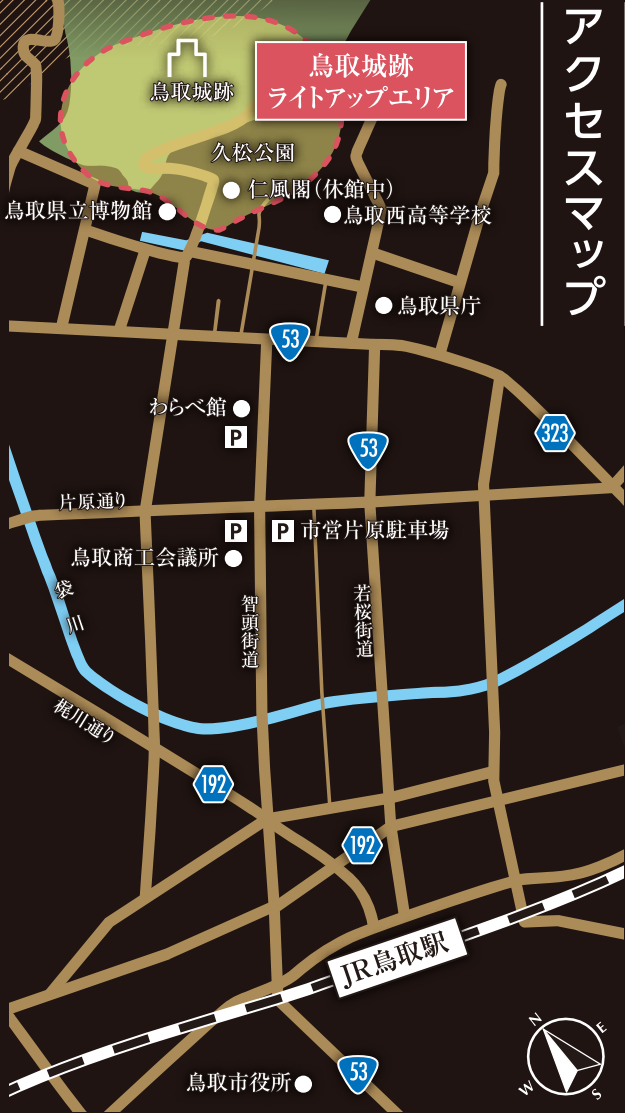 アクセスマップ
鳥取城跡
鳥取城跡
ライトアップエリア
久松公園
仁風閣（休館中）
鳥取県立博物館
鳥取西高等学校
鳥取県庁
53
わらべ館
P
53
323
片原通り
P
P
市営片原駐車場
鳥取商工会議所
袋川
智頭街道
若桜街道
梶川通り
192
192
JR鳥取駅
鳥取市役所
53
N
E
W
S